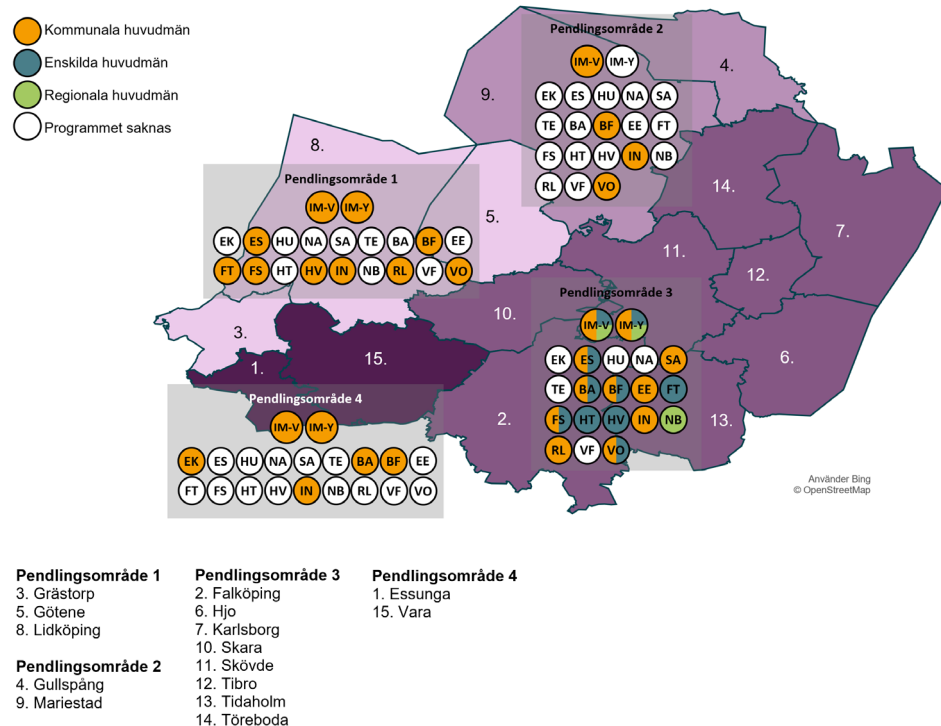 Kommunala huvudmän
Enskilda huvudmän
Regionala huvudmän
Programmet saknas
Pendlingsområde 2
IM-V IM-Y
EK ES HU NA SA
TE BA BF EE FT
FS HT HV IN NB
RL VF VO
4.
9.
8.
Pendlingsområde 1
IM-V IM-Y
EK ES HU NA SA TE BA BF EE
FT FS HT HV IN NB RL VF VO
5.
14.
7.
11.
12.
10.
Pendlingsområde 3
IM-V IM-Y
EK ES HU NA SA
TE BA BF EE FT
FS HT HV IN NB
RL VF VO
3.
15.
1.
6.
2.
13.
Pendlingsområde 4
IM-V IM-Y
EK ES HU NA SA TE BA BF EE
FT FS HT HV IN NB RL VF VO
Använder Bing
© OpenStreetMap
Pendlingsområde 1
3. Grästorp
5. Götene
8. Lidköping
Pendlingsområde 2
4. Gullspång
9. Mariestad
Pendlingsområde 3
2. Falköping
6. Hjo
7. Karlsborg
10. Skara
11. Skövde
12. Tibro
13. Tidaholm
14. Töreboda
Pendlingsområde 4
1. Essunga
15. Vara